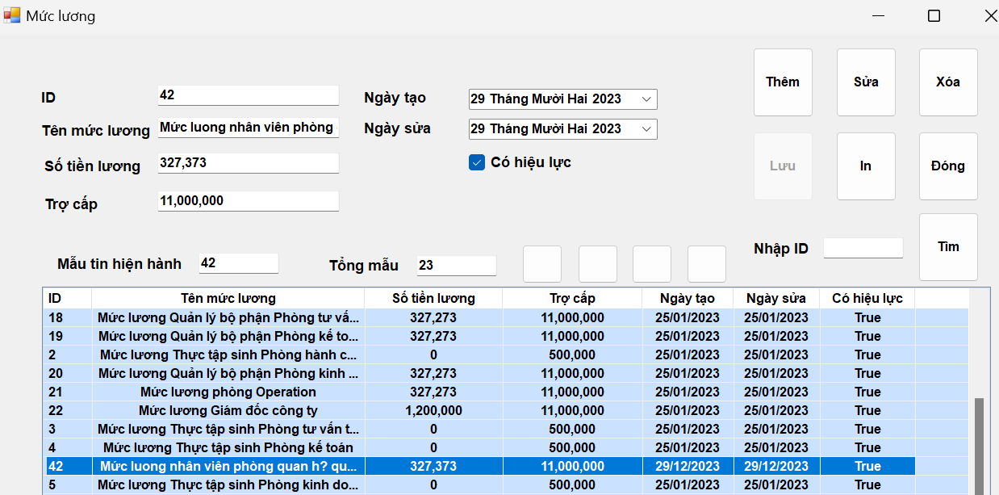 Mức lương
Thêm Sửa Xóa
ID 42 Ngày tạo 29 Tháng Mười Hai 2023
Tên mức lương Mức luong nhân viên phòng Ngày sửa 29 Tháng Mười Hai 2023
Số tiền lương 327,373 Có hiệu lực
Lưu In Đóng
Trợ cấp 11,000,000
Nhập ID Tìm
Mẫu tin hiện hành 42 Tổng mẫu 23
ID Tên mức lương Số tiền lương Trợ cấp Ngày tạo Ngày sửa Có hiệu lực
18 Mức lương Quản lý bộ phận Phòng tư vấ... 327,273 11,000,000 25/01/2023 25/01/2023 True
19 Mức lương Quản lý bộ phận Phòng kế to... 327,273 11,000,000 25/01/2023 25/01/2023 True
2 Mức lương Thực tập sinh Phòng hành c... 0 500,000 25/01/2023 25/01/2023 True
20 Mức lương Quản lý bộ phận Phòng kinh ... 327,273 11,000,000 25/01/2023 25/01/2023 True
21 Mức lương phòng Operation 327,273 11,000,000 25/01/2023 25/01/2023 True
22 Mức lương Giám đốc công ty 1,200,000 11,000,000 25/01/2023 25/01/2023 True
3 Mức lương Thực tập sinh Phòng tư vấn t... 0 500,000 25/01/2023 25/01/2023 True
4 Mức lương Thực tập sinh Phòng kế toán 0 500,000 25/01/2023 25/01/2023 True
42 Mức luong nhân viên phòng quan h? qu... 327,373 11,000,000 29/12/2023 29/12/2023 True
5 Mức lương Thực tập sinh Phòng kinh do... 0 500,000 25/01/2023 25/01/2023 True